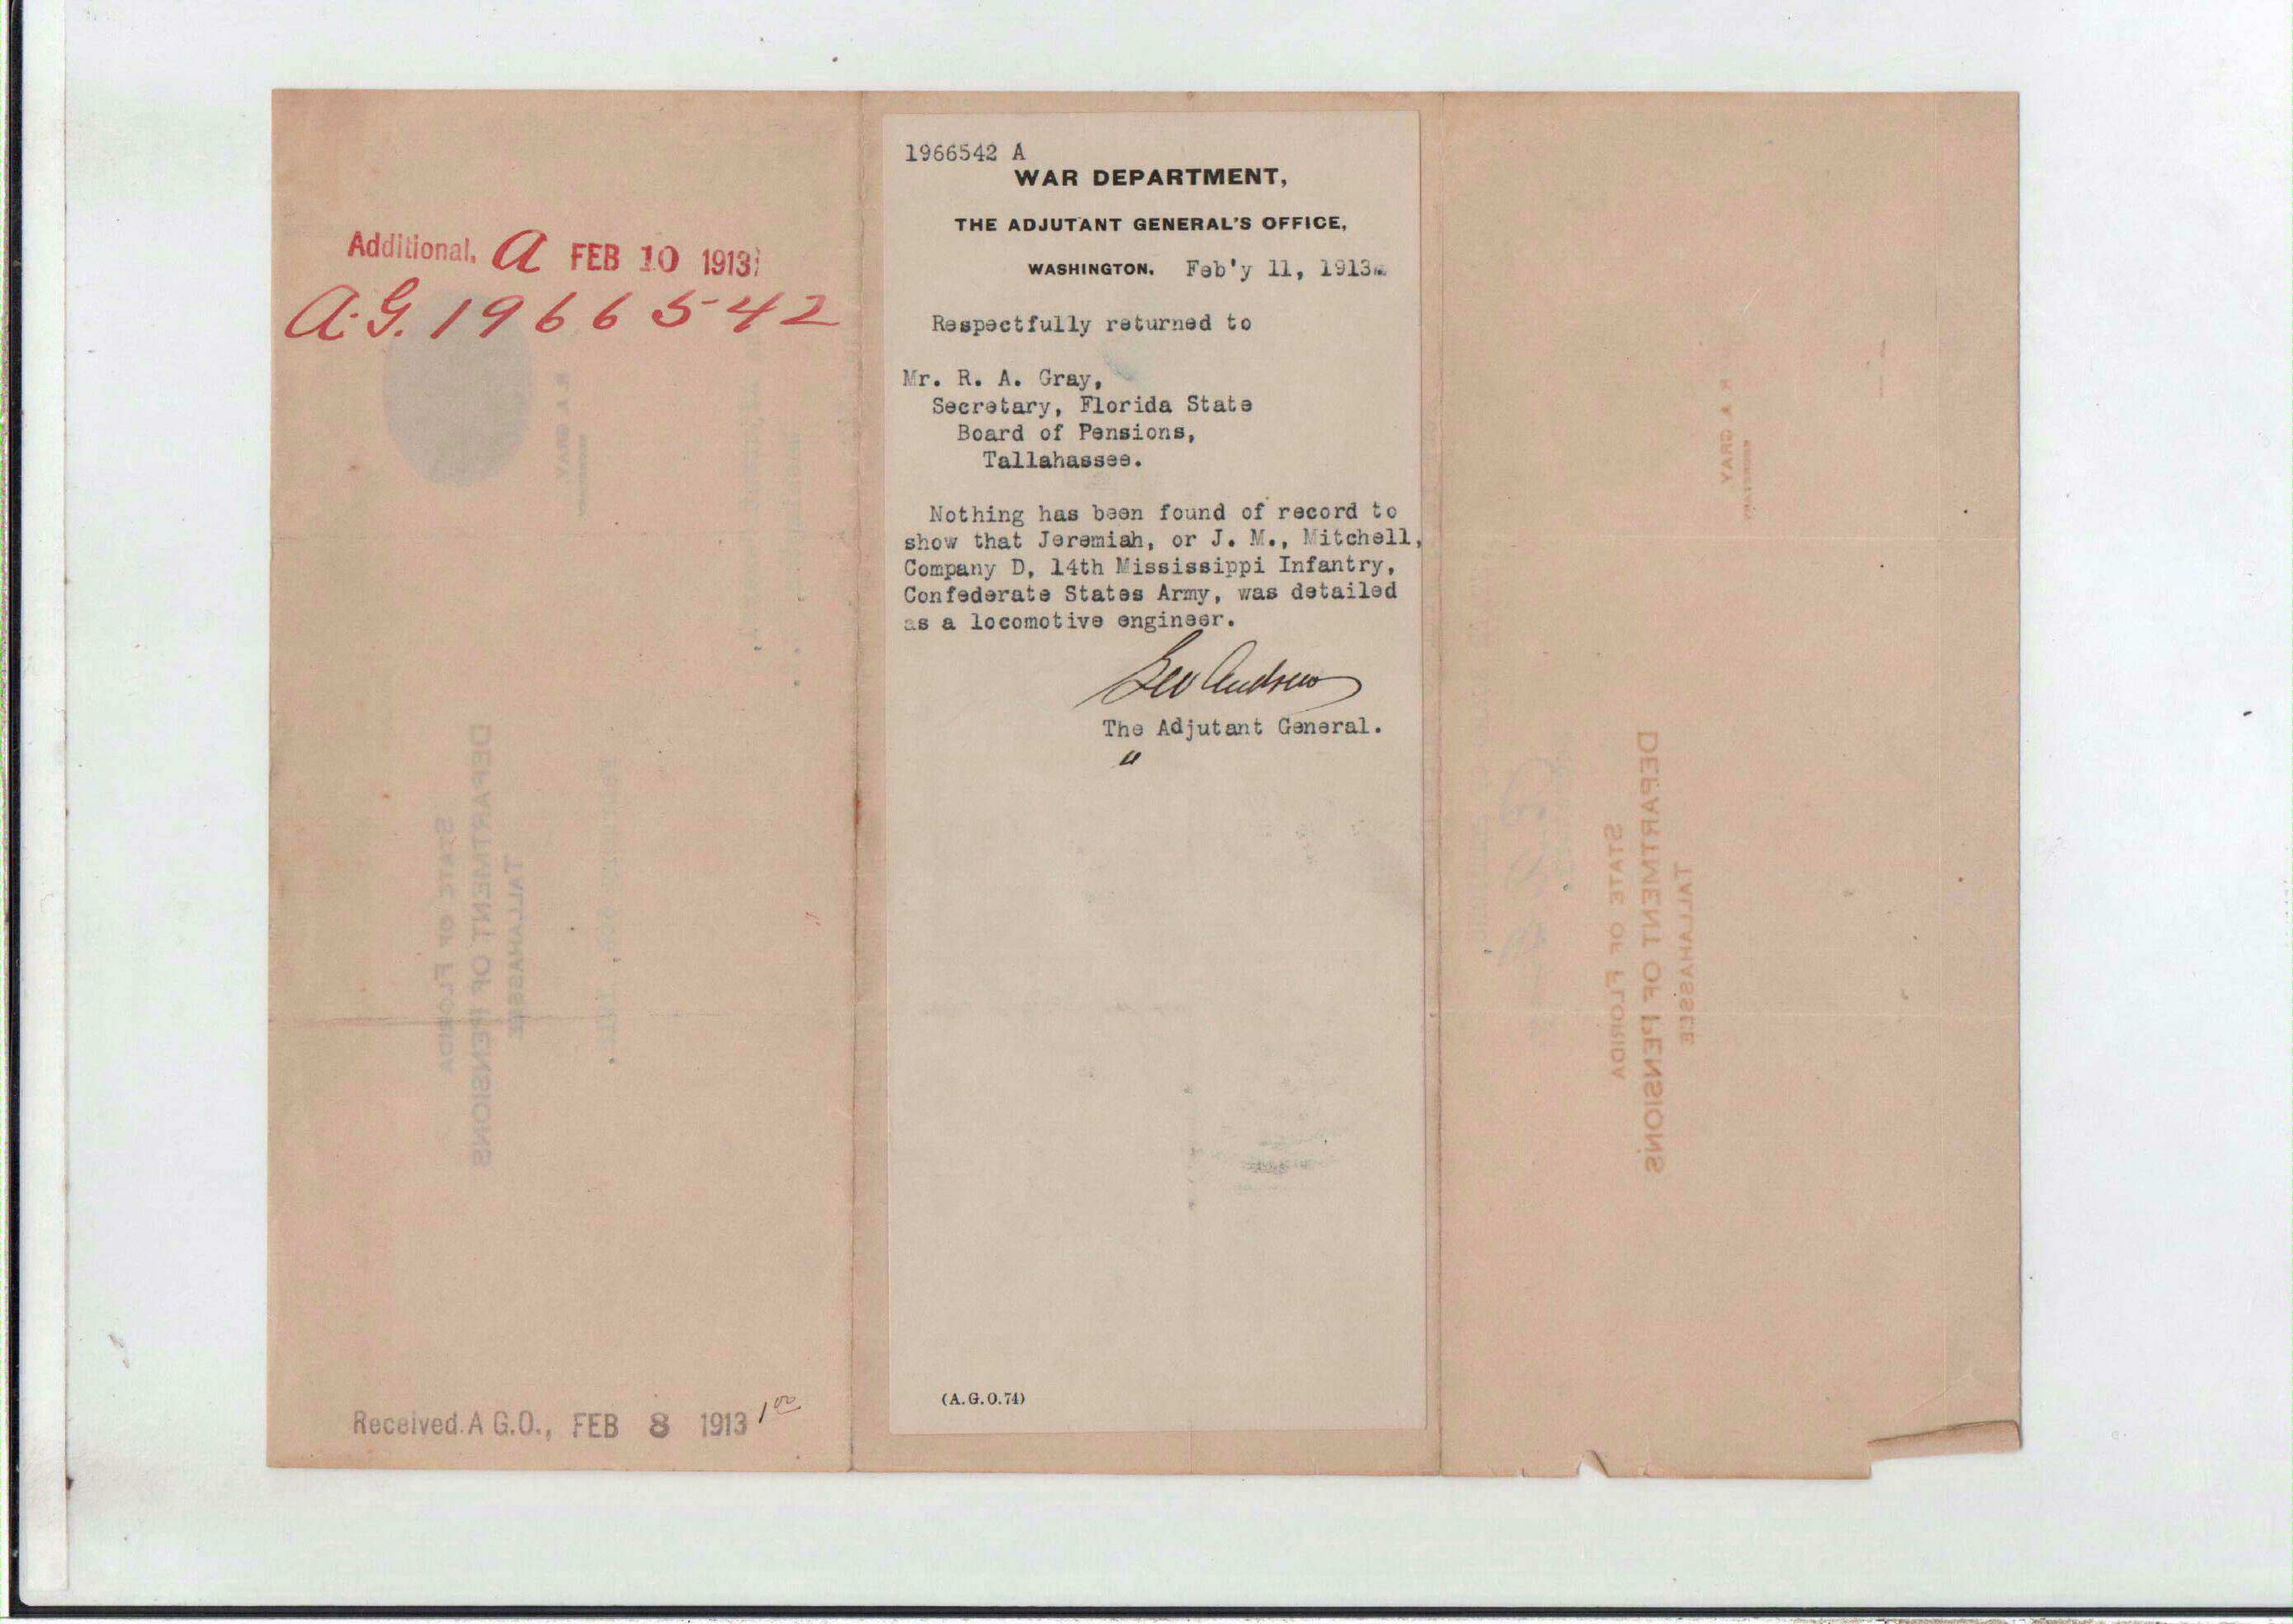 Additional. A FEB 10 1913
A.G. 1966542
Received. A.G.O., FEB 8 1913 1 00
1966542 A
WAR DEPARTMENT,
THE ADJUTANT GENERAL'S OFFICE,
WASHINGTON. Feb'y 11, 1913.
Respectfully returned to
Mr. R. A. Gray,
Secretary, Florida State
Board of Pensions,
Tallahassee.
Nothing has been found of record to
show that Jeremiah, or J. M., Mitchell,
Company D, 14th Mississippi Infantry,
Confederate States Army, was detailed
as a locomotive engineer.
Geo Andrews
The Adjutant General.
(A.G.O.74)
R. A. GRAY
SECRETARY
STATE OF FLORIDA
DEPARTMENT OF PENSIONS
TALLAHASSEE